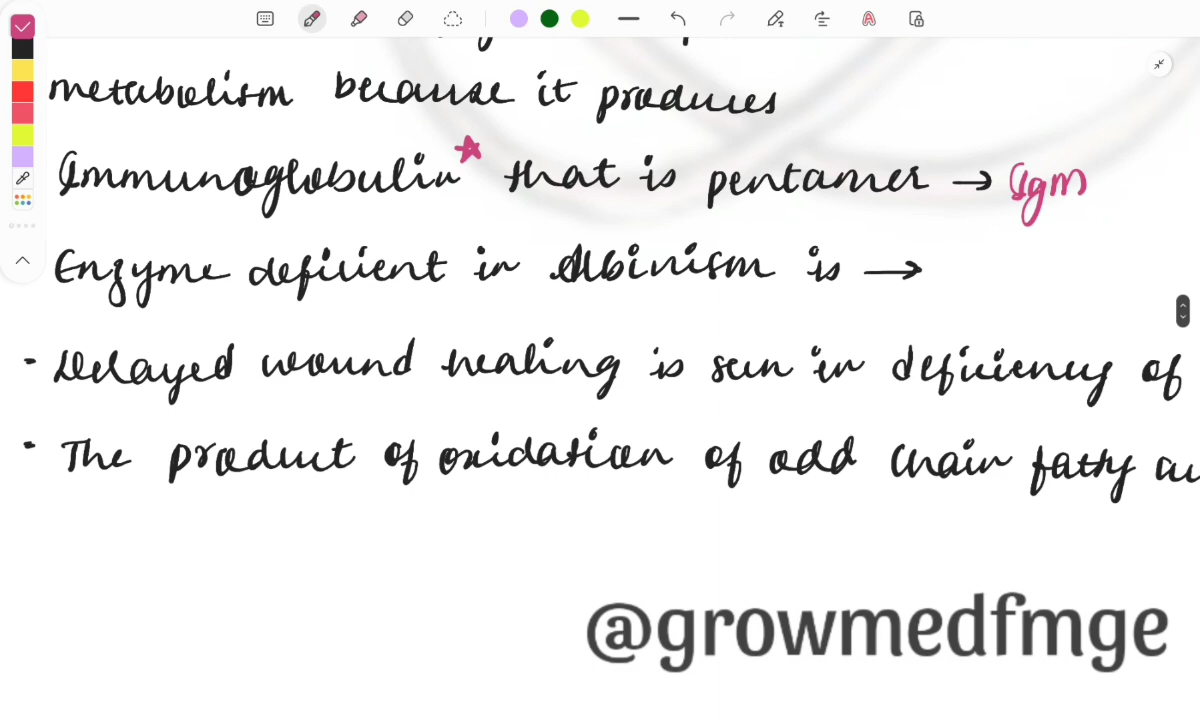 metabolism because it produces
Immunoglobulin that is pentamer → Igm
Enzyme deficient in Albinism is →
- Delayed wound healing is seen in deficiency of
- The product of oxidation of odd chain fatty
@growmedfmge